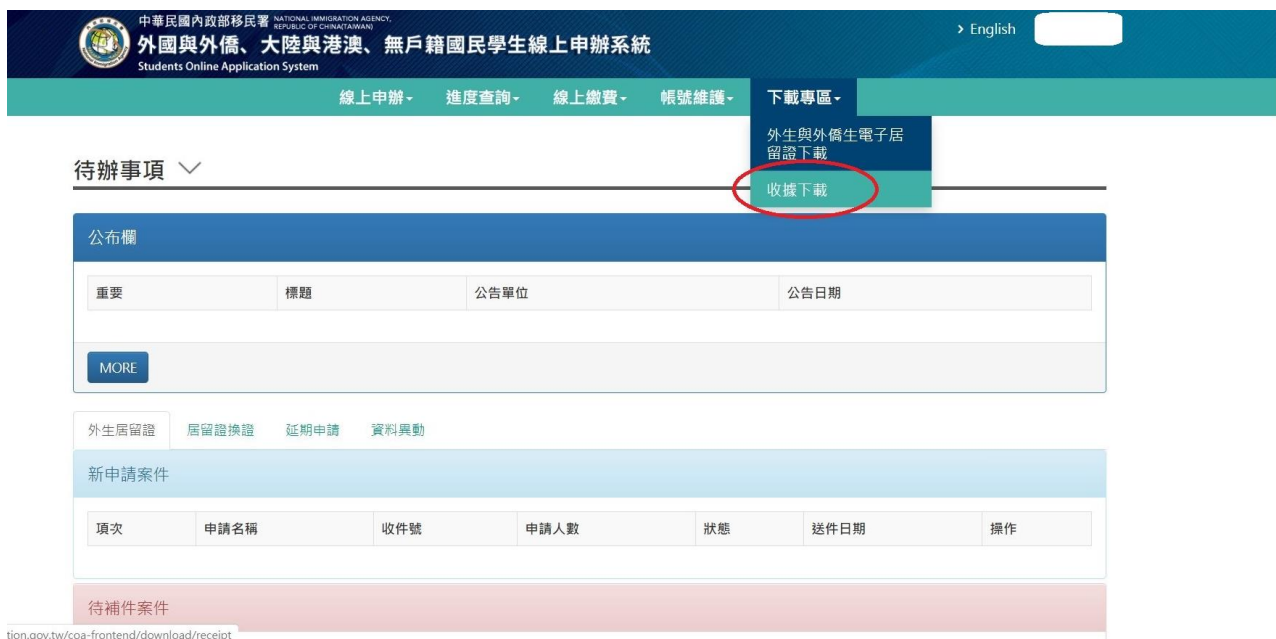 中華民國內政部移民署 NATIONAL IMMIGRATION AGENCY, REPUBLIC OF CHINA(TAIWAN)
外國與外僑、大陸與港澳、無戶籍國民學生線上申辦系統
Students Online Application System
> English
線上申辦 進度查詢 線上繳費 帳號維護 下載專區
外生與外僑生電子居
留證下載
收據下載
待辦事項
公布欄
重要 標題 公告單位 公告日期
MORE
外生居留證 居留證換證 延期申請 資料異動
新申請案件
項次 申請名稱 收件號 申請人數 狀態 送件日期 操作
待補件案件
tion.gov.tw/coa-frontend/download/receipt